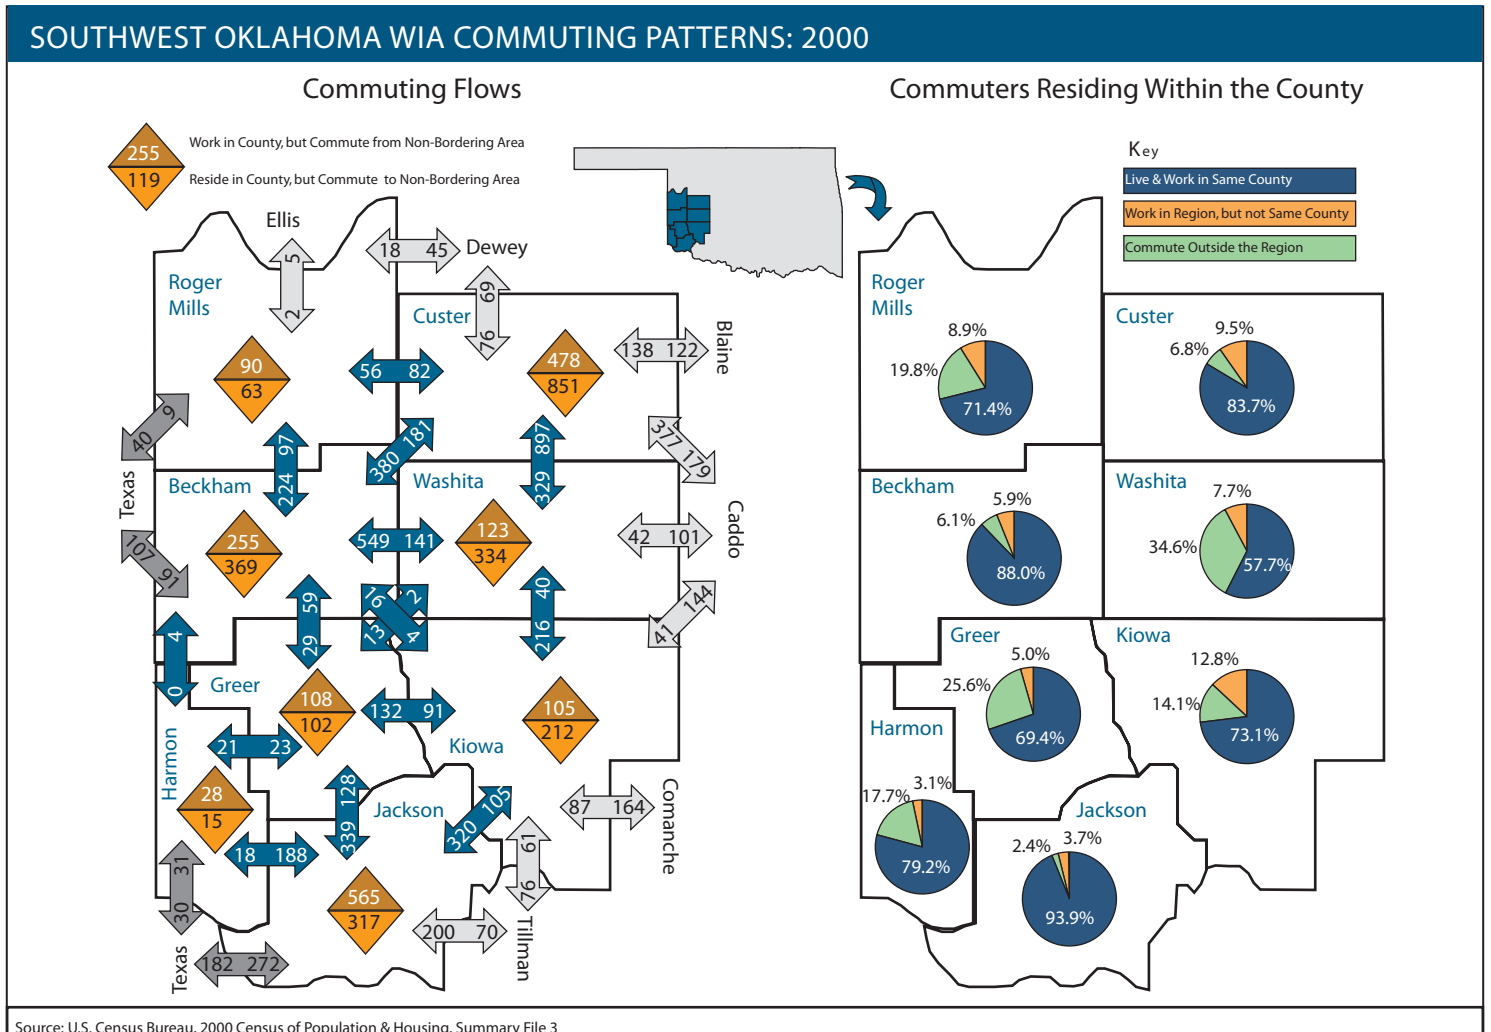 SOUTHWEST OKLAHOMA WIA COMMUTING PATTERNS: 2000
Commuting Flows
255
119
Work in County, but Commute from Non-Bordering Area
Reside in County, but Commute to Non-Bordering Area
Ellis
5
2
18 45
Dewey
69
76
Roger
Mills
Custer
90
63
56 82
478
851
138 122
Blaine
40 9
Texas
97
224
380 181
897
329
377 179
Beckham
Washita
255
369
549 141
123
334
42 101
Caddo
107 91
59
29
16 4
13 2
40
216
41 144
4
0
Greer
108
102
132 91
105
212
Harmon
21 23
Kiowa
28
15
128
339
Jackson
320 105
87 164
Comanche
18 188
61
76
31
30
565
317
200 70
Tillman
Texas
182 272
Commuters Residing Within the County
Key
Live & Work in Same County
Work in Region, but not Same County
Commute Outside the Region
Roger
Mills
8.9%
19.8%
71.4%
Custer
9.5%
6.8%
83.7%
Beckham
5.9%
6.1%
88.0%
Washita
7.7%
34.6%
57.7%
Greer
5.0%
25.6%
69.4%
Kiowa
12.8%
14.1%
73.1%
Harmon
3.1%
17.7%
79.2%
Jackson
3.7%
2.4%
93.9%
Source: U.S. Census Bureau, 2000 Census of Population & Housing, Summary File 3